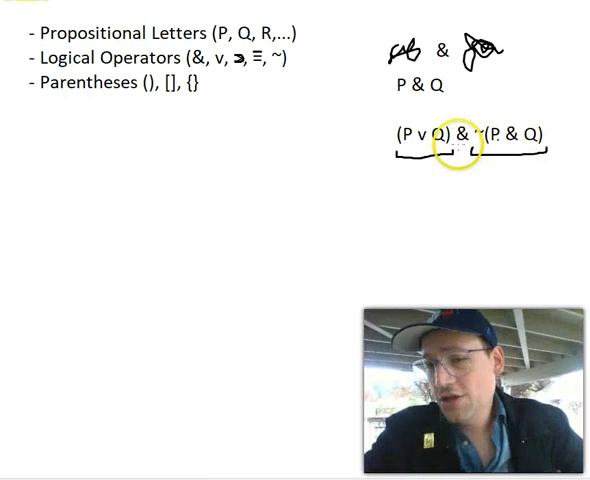 - Propositional Letters (P, Q, R,...)
- Logical Operators (&, v, ⊃, ≡, ~)
- Parentheses (), [], {}
&
P & Q
(P v Q) & ~(P & Q)